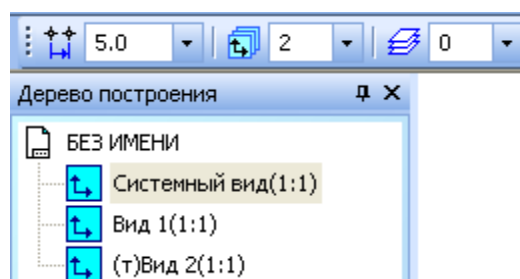 5.0 2 0
Дерево построения
БЕЗ ИМЕНИ
Системный вид(1:1)
Вид 1(1:1)
(т)Вид 2(1:1)